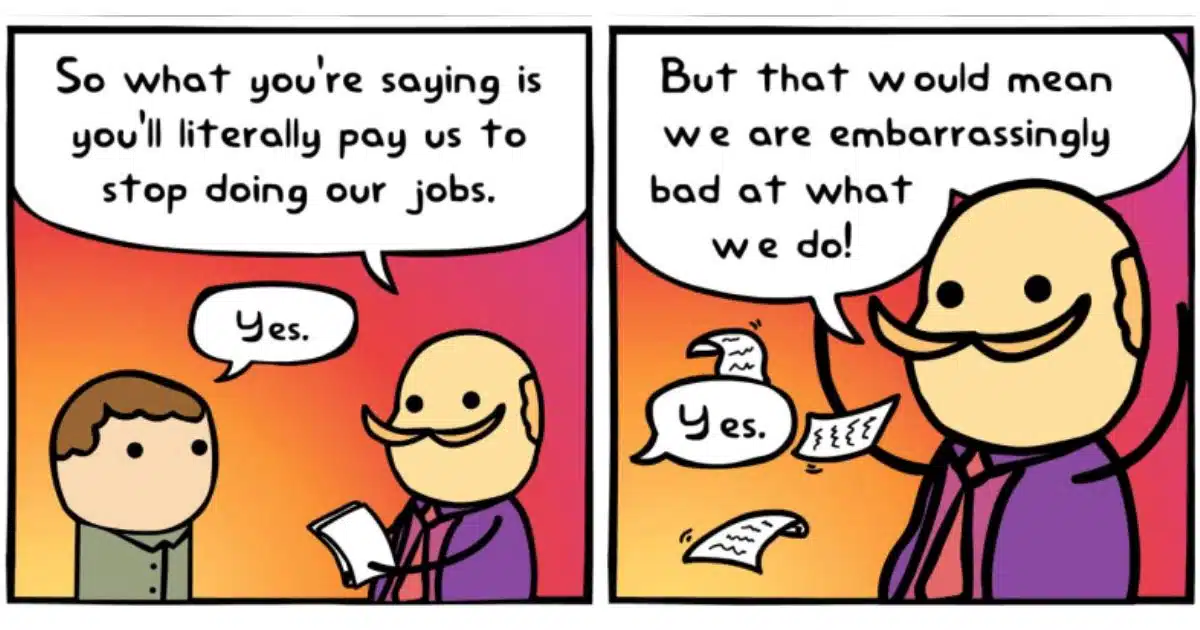 So what you're saying is
you'll literally pay us to
stop doing our jobs.
Yes.
But that would mean
we are embarrassingly
bad at what
we do!
Yes.